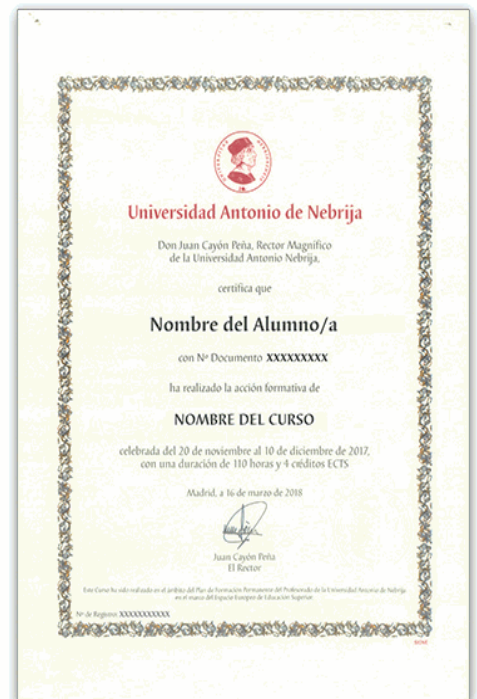 Universidad Antonio de Nebrija
Don Juan Cayón Peña, Rector Magnífico
de la Universidad Antonio Nebrija,
certifica que
Nombre del Alumno/a
con Nº Documento XXXXXXXXX
ha realizado la acción formativa de
NOMBRE DEL CURSO
celebrada del 20 de noviembre al 10 de diciembre de 2017,
con una duración de 110 horas y 4 créditos ECTS
Madrid, a 16 de marzo de 2018
Juan Cayón Peña
El Rector
Este Curso ha sido realizado en el ámbito del Plan de Formación Permanente del Profesorado de la Universidad Antonio de Nebrija
en el marco del Espacio Europeo de Educación Superior.
Nº de Registro XXXXXXXXXXX